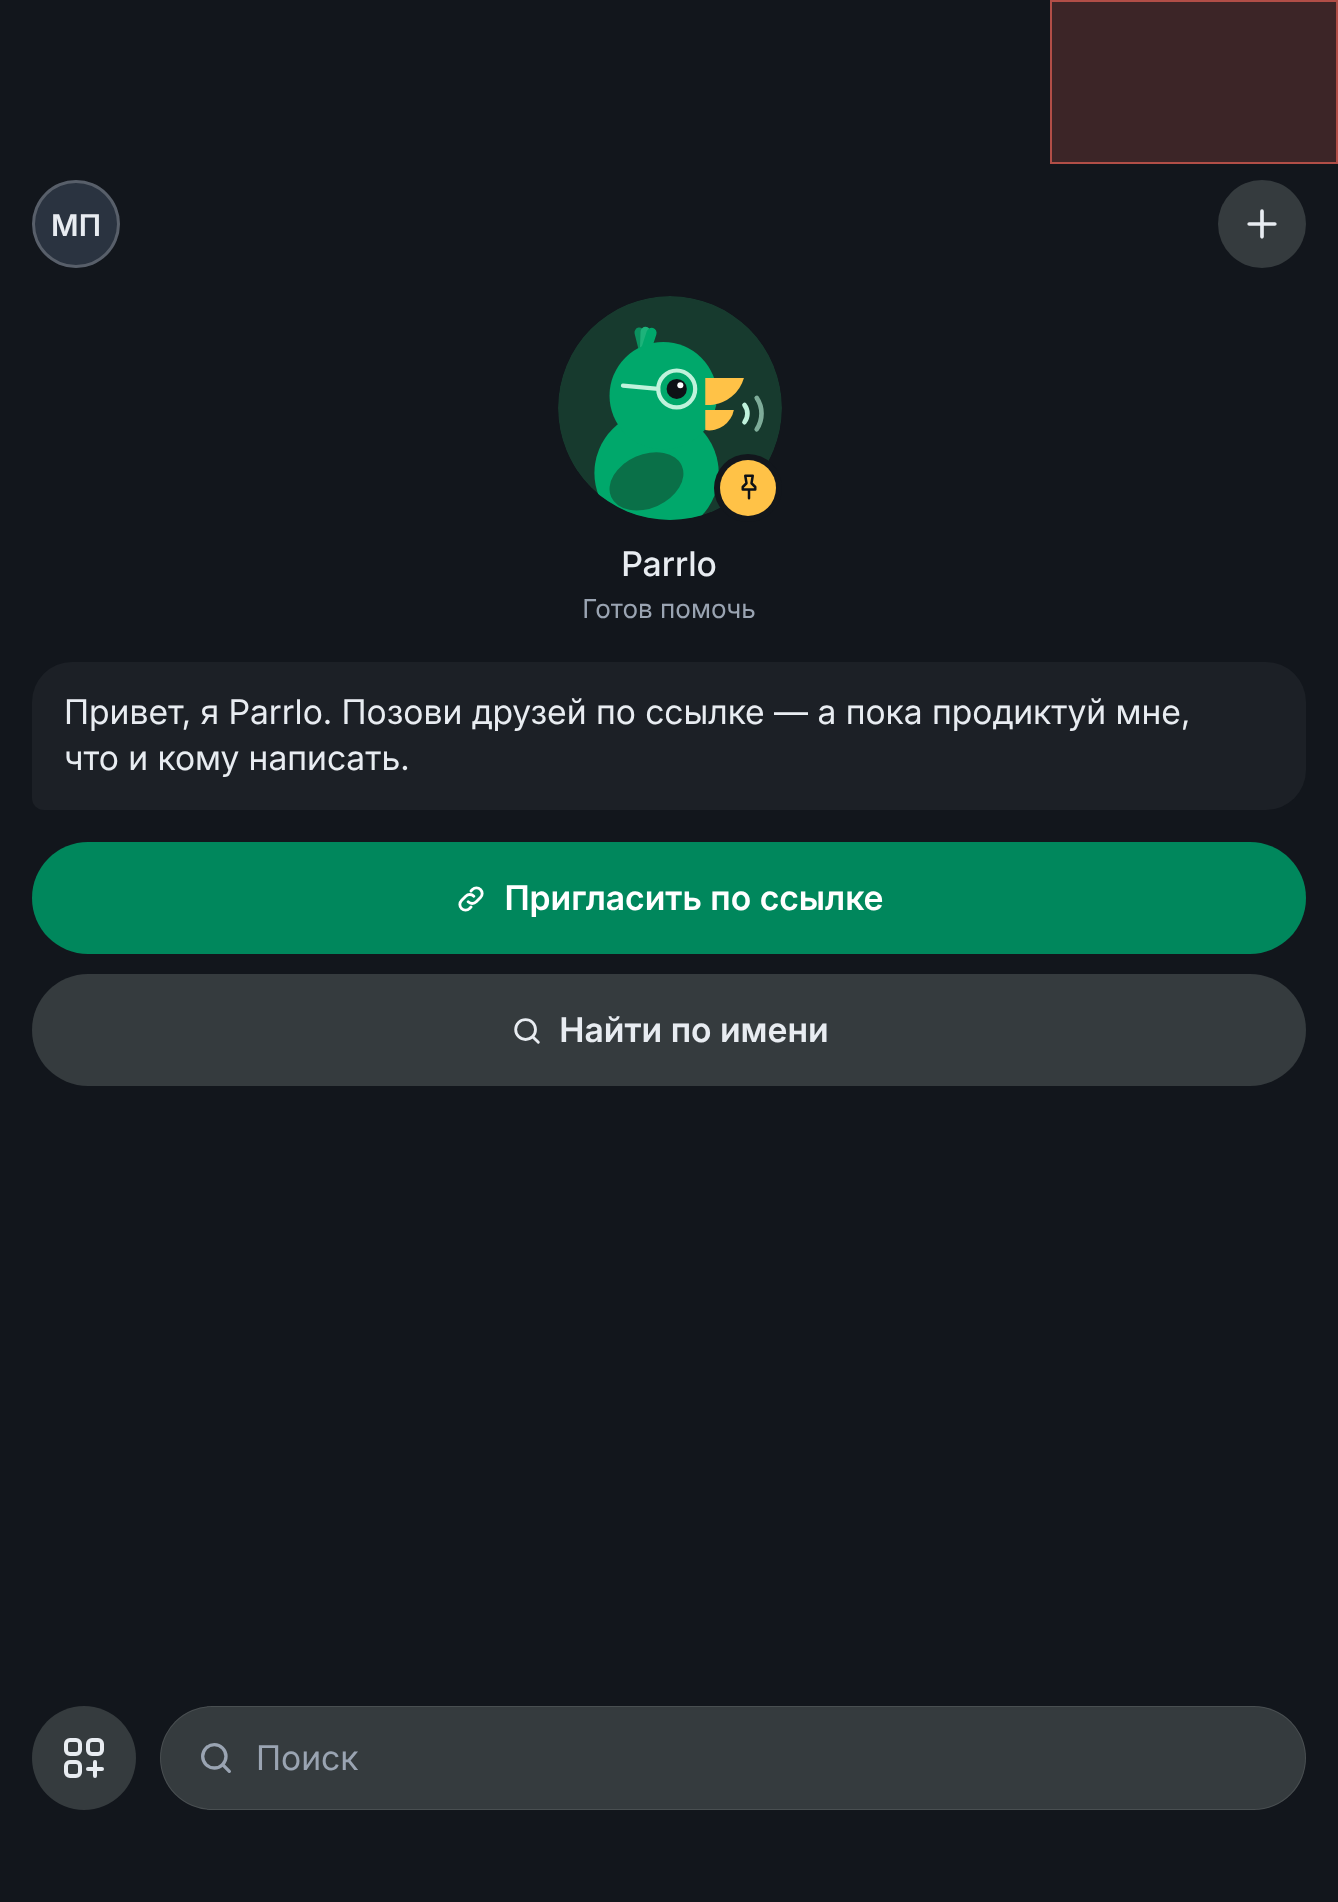 МП
Parrlo
Готов помочь
Привет, я Parrlo. Позови друзей по ссылке — а пока продиктуй мне,
что и кому написать.
Пригласить по ссылке
Найти по имени
Поиск